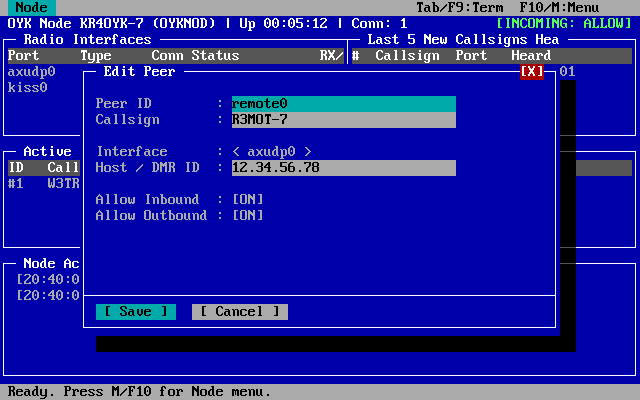 Node Tab/F9:Term F10/M:Menu
OYK Node KR4OYK-7 (OYKNOD) | Up 00:05:12 | Conn: 1 [INCOMING: ALLOW]
Radio Interfaces Last 5 New Callsigns Hea
Port Type Conn Status RX/ # Callsign Port Heard
axudp0 01
kiss0
Edit Peer [X]
Peer ID : remote0
Callsign : R3MOT-7
Interface : < axudp0 >
Host / DMR ID : 12.34.56.78
Allow Inbound : [ON]
Allow Outbound : [ON]
[ Save ] [ Cancel ]
Active
ID Call
#1 W3TR
Node Ac
[20:40:0
[20:40:0
Ready. Press M/F10 for Node menu.